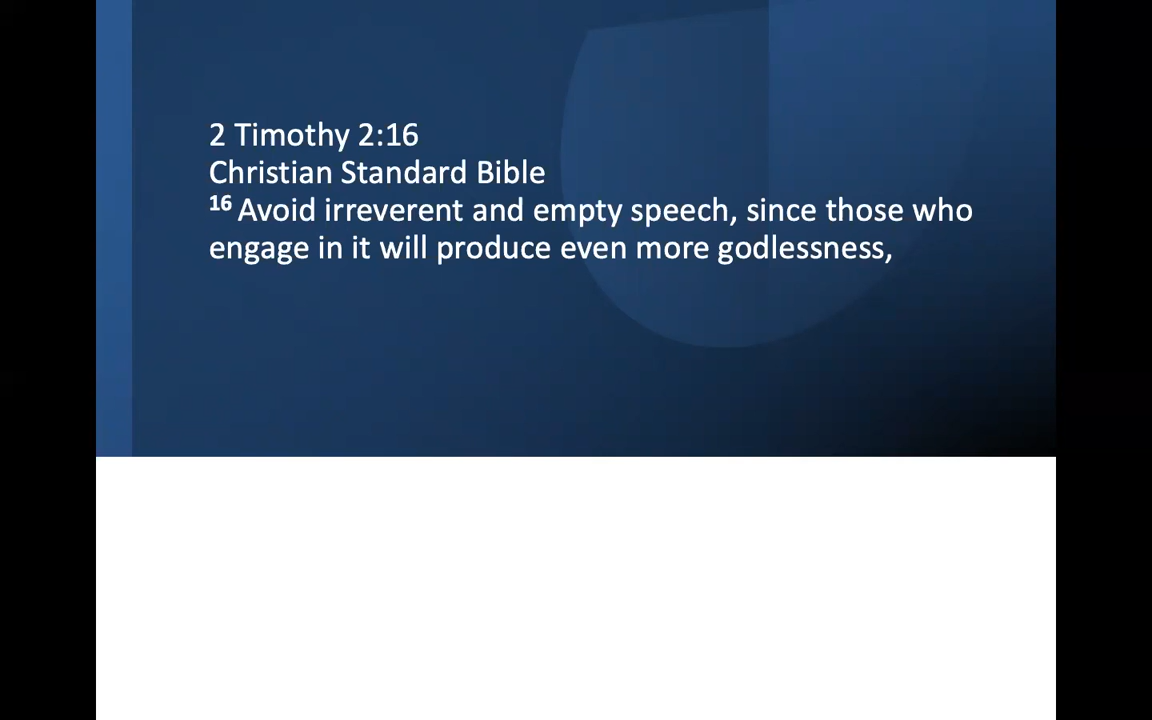 2 Timothy 2:16
Christian Standard Bible
16 Avoid irreverent and empty speech, since those who
engage in it will produce even more godlessness,